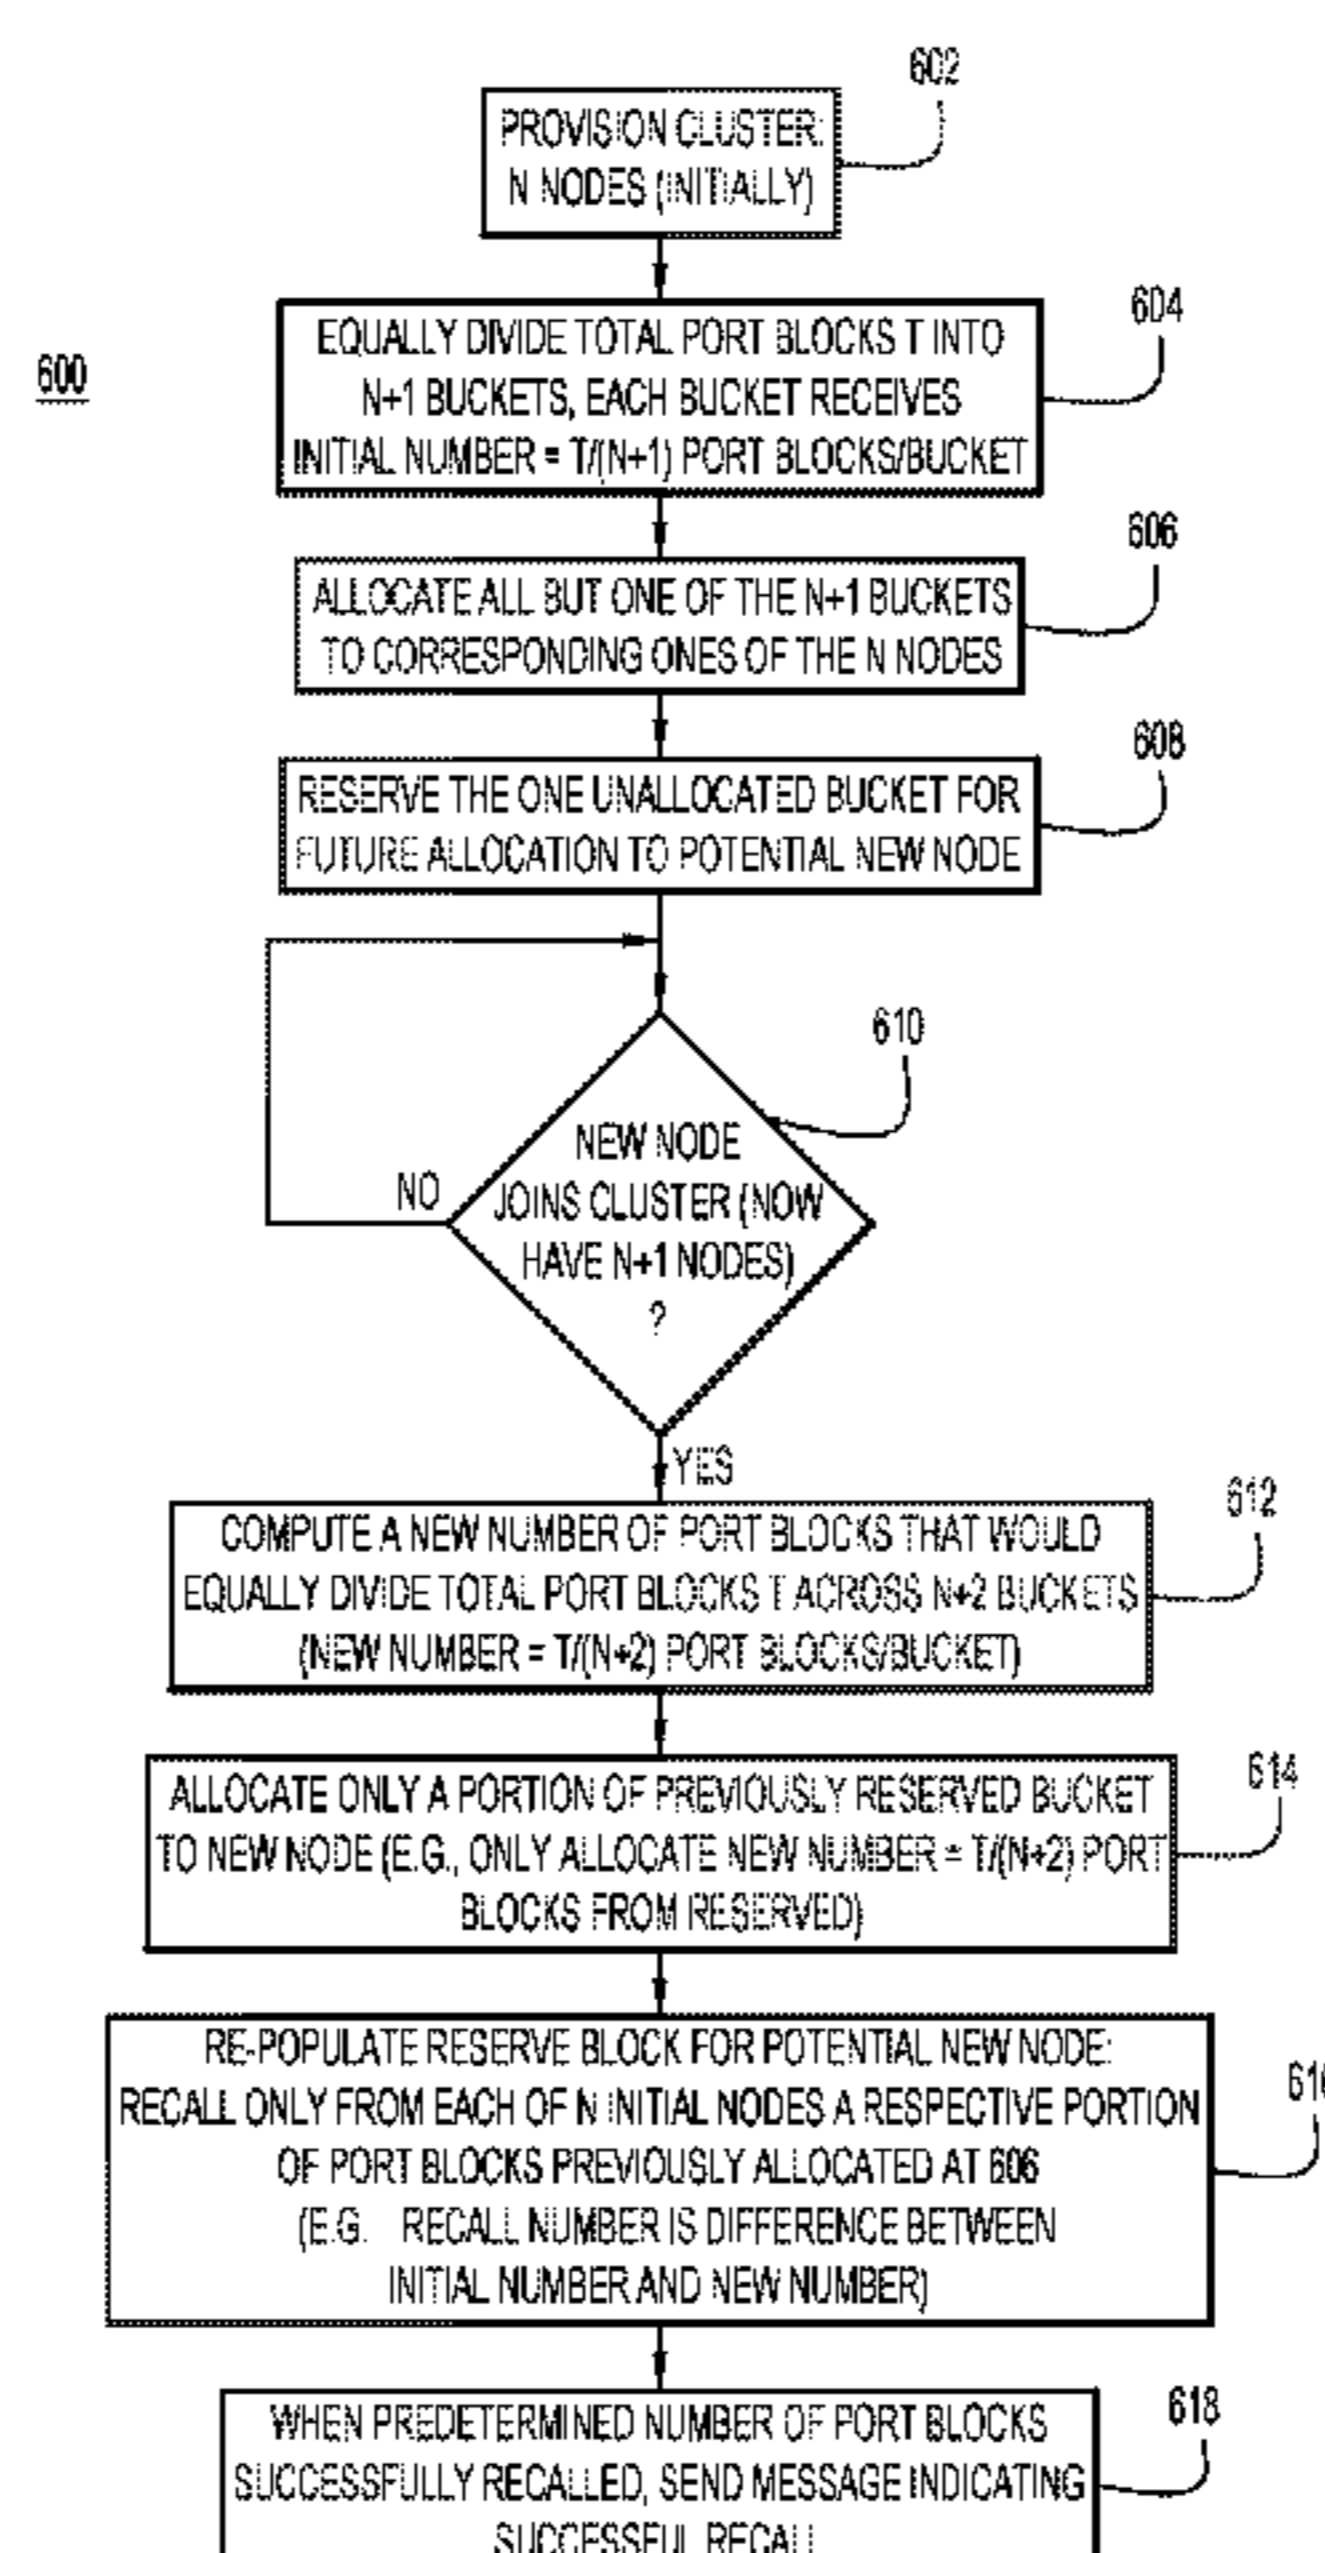 602
PROVISION CLUSTER:
N NODES (INITIALLY)
604
600
EQUALLY DIVIDE TOTAL PORT BLOCKS T INTO
N+1 BUCKETS, EACH BUCKET RECEIVES
INITIAL NUMBER = T/(N+1) PORT BLOCKS/BUCKET
606
ALLOCATE ALL BUT ONE OF THE N+1 BUCKETS
TO CORRESPONDING ONES OF THE N NODES
608
RESERVE THE ONE UNALLOCATED BUCKET FOR
FUTURE ALLOCATION TO POTENTIAL NEW NODE
610
NEW NODE
JOINS CLUSTER (NOW
HAVE N+1 NODES)
?
NO
YES
612
COMPUTE A NEW NUMBER OF PORT BLOCKS THAT WOULD
EQUALLY DIVIDE TOTAL PORT BLOCKS T ACROSS N+2 BUCKETS
(NEW NUMBER = T/(N+2) PORT BLOCKS/BUCKET)
614
ALLOCATE ONLY A PORTION OF PREVIOUSLY RESERVED BUCKET
TO NEW NODE (E.G., ONLY ALLOCATE NEW NUMBER = T/(N+2) PORT
BLOCKS FROM RESERVED)
616
RE-POPULATE RESERVE BLOCK FOR POTENTIAL NEW NODE:
RECALL ONLY FROM EACH OF N INITIAL NODES A RESPECTIVE PORTION
OF PORT BLOCKS PREVIOUSLY ALLOCATED AT 606
(E.G. RECALL NUMBER IS DIFFERENCE BETWEEN
INITIAL NUMBER AND NEW NUMBER)
618
WHEN PREDETERMINED NUMBER OF PORT BLOCKS
SUCCESSFULLY RECALLED, SEND MESSAGE INDICATING
SUCCESSFUL RECALL